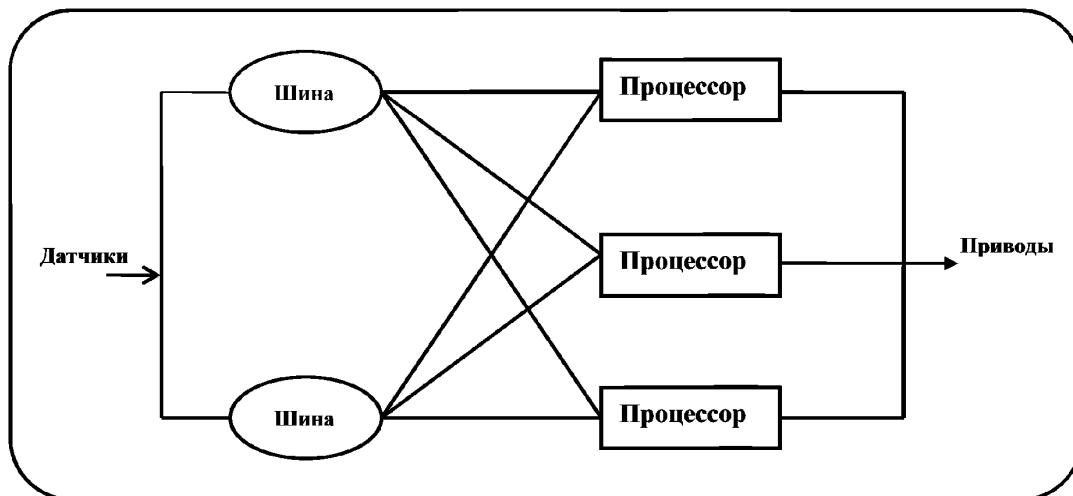 Шина
Процессор
Датчики
Процессор
Приводы
Шина
Процессор